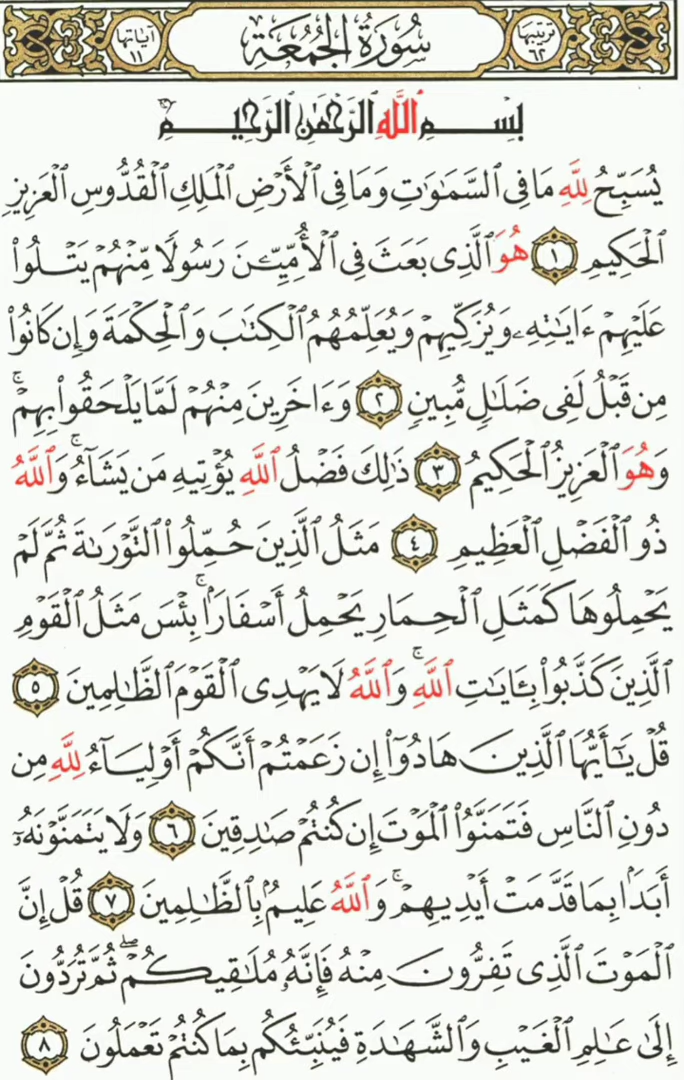 ترتيبها ٦٢ سُورَةُ الجُمُعَةِ آياتها ١١
بِسْمِ ٱللَّهِ ٱلرَّحْمَٰنِ ٱلرَّحِيمِ
يُسَبِّحُ لِلَّهِ مَا فِى ٱلسَّمَٰوَٰتِ وَمَا فِى ٱلْأَرْضِ ٱلْمَلِكِ ٱلْقُدُّوسِ ٱلْعَزِيزِ
ٱلْحَكِيمِ ١ هُوَ ٱلَّذِى بَعَثَ فِى ٱلْأُمِّيِّـۧنَ رَسُولًا مِّنْهُمْ يَتْلُوا۟
عَلَيْهِمْ ءَايَٰتِهِۦ وَيُزَكِّيهِمْ وَيُعَلِّمُهُمُ ٱلْكِتَٰبَ وَٱلْحِكْمَةَ وَإِن كَانُوا۟
مِن قَبْلُ لَفِى ضَلَٰلٍ مُّبِينٍ ٢ وَءَاخَرِينَ مِنْهُمْ لَمَّا يَلْحَقُوا۟ بِهِمْ ۚ
وَهُوَ ٱلْعَزِيزُ ٱلْحَكِيمُ ٣ ذَٰلِكَ فَضْلُ ٱللَّهِ يُؤْتِيهِ مَن يَشَآءُ ۚ وَٱللَّهُ
ذُو ٱلْفَضْلِ ٱلْعَظِيمِ ٤ مَثَلُ ٱلَّذِينَ حُمِّلُوا۟ ٱلتَّوْرَىٰةَ ثُمَّ لَمْ
يَحْمِلُوهَا كَمَثَلِ ٱلْحِمَارِ يَحْمِلُ أَسْفَارًۢا ۚ بِئْسَ مَثَلُ ٱلْقَوْمِ
ٱلَّذِينَ كَذَّبُوا۟ بِـَٔايَٰتِ ٱللَّهِ ۚ وَٱللَّهُ لَا يَهْدِى ٱلْقَوْمَ ٱلظَّٰلِمِينَ ٥
قُلْ يَٰٓأَيُّهَا ٱلَّذِينَ هَادُوٓا۟ إِن زَعَمْتُمْ أَنَّكُمْ أَوْلِيَآءُ لِلَّهِ مِن
دُونِ ٱلنَّاسِ فَتَمَنَّوُا۟ ٱلْمَوْتَ إِن كُنتُمْ صَٰدِقِينَ ٦ وَلَا يَتَمَنَّوْنَهُۥٓ
أَبَدًۢا بِمَا قَدَّمَتْ أَيْدِيهِمْ ۚ وَٱللَّهُ عَلِيمٌۢ بِٱلظَّٰلِمِينَ ٧ قُلْ إِنَّ
ٱلْمَوْتَ ٱلَّذِى تَفِرُّونَ مِنْهُ فَإِنَّهُۥ مُلَٰقِيكُمْ ۖ ثُمَّ تُرَدُّونَ
إِلَىٰ عَٰلِمِ ٱلْغَيْبِ وَٱلشَّهَٰدَةِ فَيُنَبِّئُكُم بِمَا كُنتُمْ تَعْمَلُونَ ٨